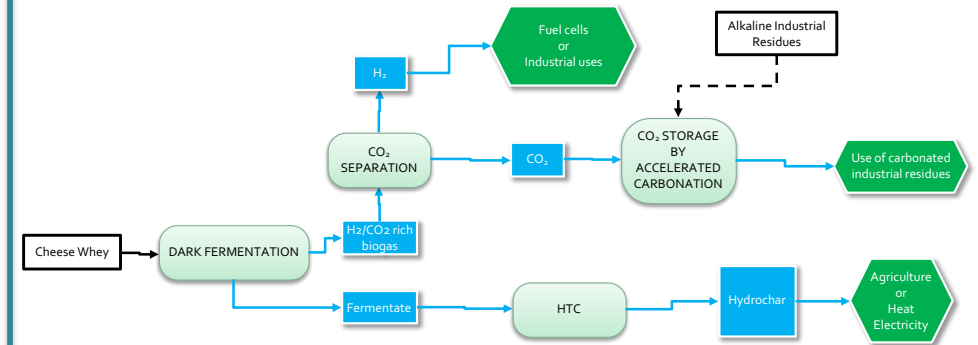 Fuel cells
or
Industrial uses
Alkaline Industrial
Residues
H₂
CO₂
SEPARATION
CO₂
CO₂ STORAGE
BY
ACCELERATED
CARBONATION
Use of carbonated
industrial residues
Cheese Whey
DARK FERMENTATION
H2/CO2 rich
biogas
Fermentate
HTC
Hydrochar
Agriculture
or
Heat
Electricity